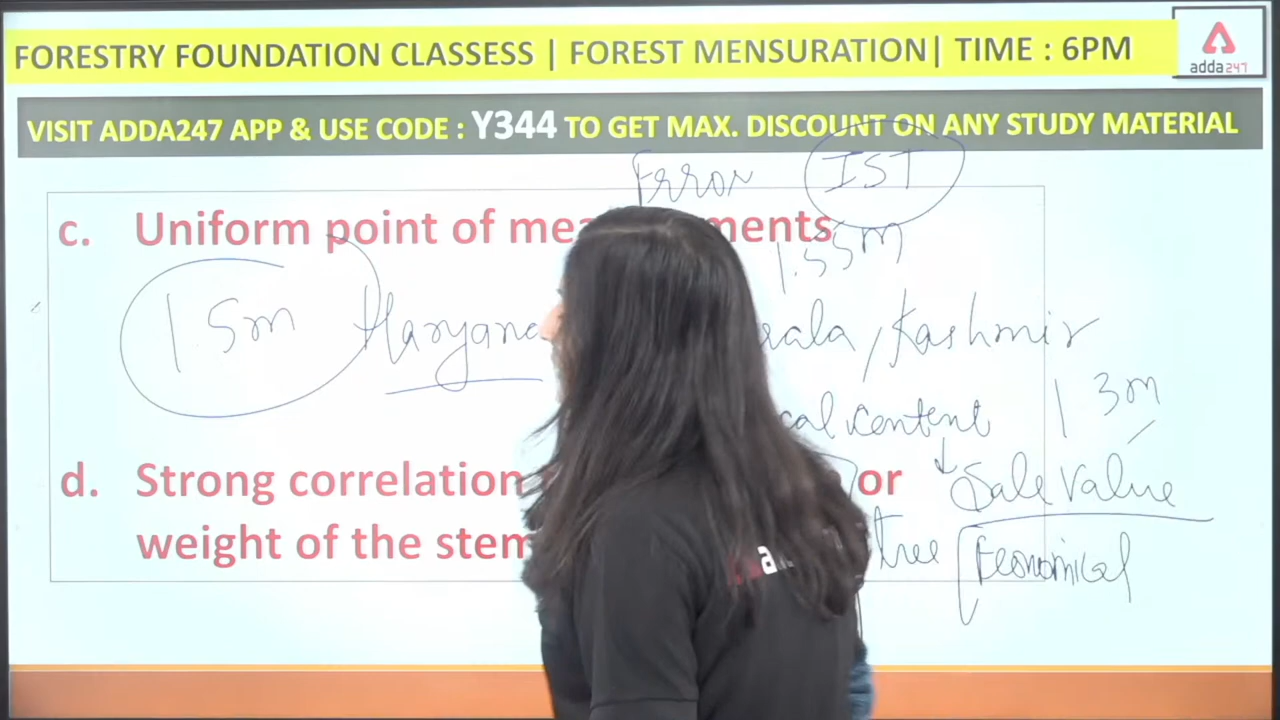 FORESTRY FOUNDATION CLASSESS | FOREST MENSURATION| TIME : 6PM
adda247
VISIT ADDA247 APP & USE CODE : Y344 TO GET MAX. DISCOUNT ON ANY STUDY MATERIAL
Error IST
c. Uniform point of mea ments
1.55m
1 5m Haryana rala / Kashmir
cal content 1 3m
d. Strong correlation or
Sale Value
weight of the stem tree Economical